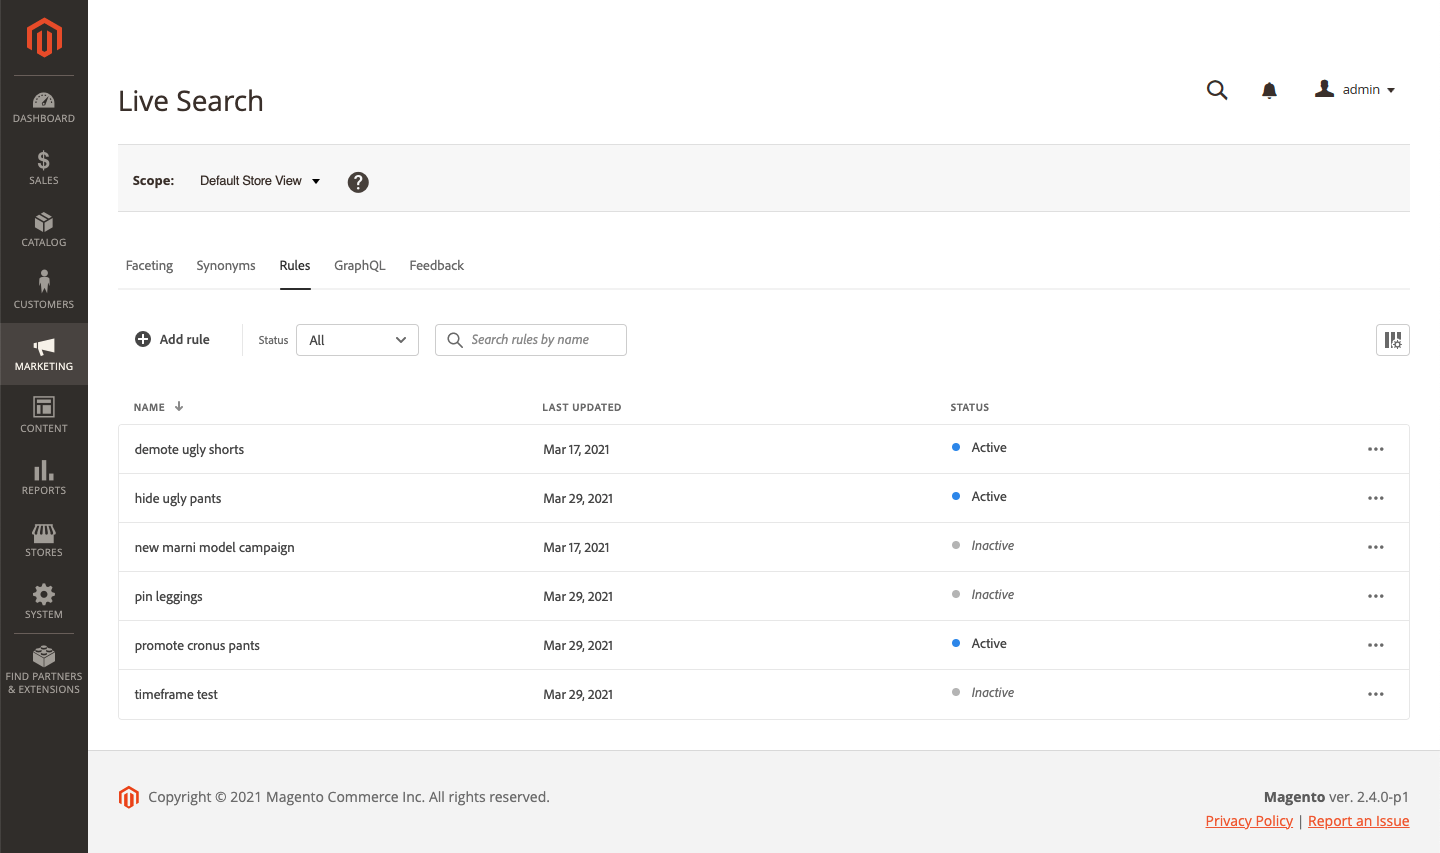 Live Search
admin
DASHBOARD
SALES
CATALOG
CUSTOMERS
MARKETING
CONTENT
REPORTS
STORES
SYSTEM
FIND PARTNERS
& EXTENSIONS
Scope: Default Store View ?
Faceting Synonyms Rules GraphQL Feedback
Add rule Status All Search rules by name
NAME LAST UPDATED STATUS
demote ugly shorts Mar 17, 2021 Active
hide ugly pants Mar 29, 2021 Active
new marni model campaign Mar 17, 2021 Inactive
pin leggings Mar 29, 2021 Inactive
promote cronus pants Mar 29, 2021 Active
timeframe test Mar 29, 2021 Inactive
Copyright © 2021 Magento Commerce Inc. All rights reserved.
Magento ver. 2.4.0-p1
Privacy Policy | Report an Issue